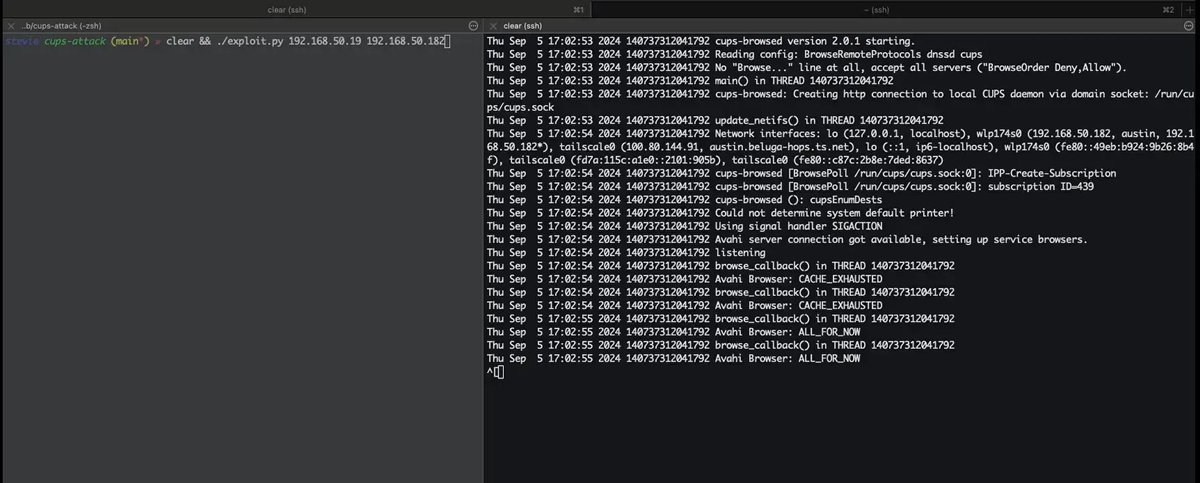 clear (ssh)
⌘1
~ (ssh)
⌘2
..b/cups-attack (-zsh)
stevie cups-attack (main*) » clear && ./exploit.py 192.168.50.19 192.168.50.182
clear (ssh)
Thu Sep  5 17:02:53 2024 140737312041792 cups-browsed version 2.0.1 starting.
Thu Sep  5 17:02:53 2024 140737312041792 Reading config: BrowseRemoteProtocols dnssd cups
Thu Sep  5 17:02:53 2024 140737312041792 No "Browse..." line at all, accept all servers ("BrowseOrder Deny,Allow").
Thu Sep  5 17:02:53 2024 140737312041792 main() in THREAD 140737312041792
Thu Sep  5 17:02:53 2024 140737312041792 cups-browsed: Creating http connection to local CUPS daemon via domain socket: /run/cu
ps/cups.sock
Thu Sep  5 17:02:53 2024 140737312041792 update_netifs() in THREAD 140737312041792
Thu Sep  5 17:02:54 2024 140737312041792 Network interfaces: lo (127.0.0.1, localhost), wlp174s0 (192.168.50.182, austin, 192.1
68.50.182*), tailscale0 (100.80.144.91, austin.beluga-hops.ts.net), lo (::1, ip6-localhost), wlp174s0 (fe80::49eb:b924:9b26:8b4
f), tailscale0 (fd7a:115c:a1e0::2101:905b), tailscale0 (fe80::c87c:2b8e:7ded:8637)
Thu Sep  5 17:02:54 2024 140737312041792 cups-browsed [BrowsePoll /run/cups/cups.sock:0]: IPP-Create-Subscription
Thu Sep  5 17:02:54 2024 140737312041792 cups-browsed [BrowsePoll /run/cups/cups.sock:0]: subscription ID=439
Thu Sep  5 17:02:54 2024 140737312041792 cups-browsed (): cupsEnumDests
Thu Sep  5 17:02:54 2024 140737312041792 Could not determine system default printer!
Thu Sep  5 17:02:54 2024 140737312041792 Using signal handler SIGACTION
Thu Sep  5 17:02:54 2024 140737312041792 Avahi server connection got available, setting up service browsers.
Thu Sep  5 17:02:54 2024 140737312041792 listening
Thu Sep  5 17:02:54 2024 140737312041792 browse_callback() in THREAD 140737312041792
Thu Sep  5 17:02:54 2024 140737312041792 Avahi Browser: CACHE_EXHAUSTED
Thu Sep  5 17:02:54 2024 140737312041792 browse_callback() in THREAD 140737312041792
Thu Sep  5 17:02:54 2024 140737312041792 Avahi Browser: CACHE_EXHAUSTED
Thu Sep  5 17:02:55 2024 140737312041792 browse_callback() in THREAD 140737312041792
Thu Sep  5 17:02:55 2024 140737312041792 Avahi Browser: ALL_FOR_NOW
Thu Sep  5 17:02:55 2024 140737312041792 browse_callback() in THREAD 140737312041792
Thu Sep  5 17:02:55 2024 140737312041792 Avahi Browser: ALL_FOR_NOW
^[